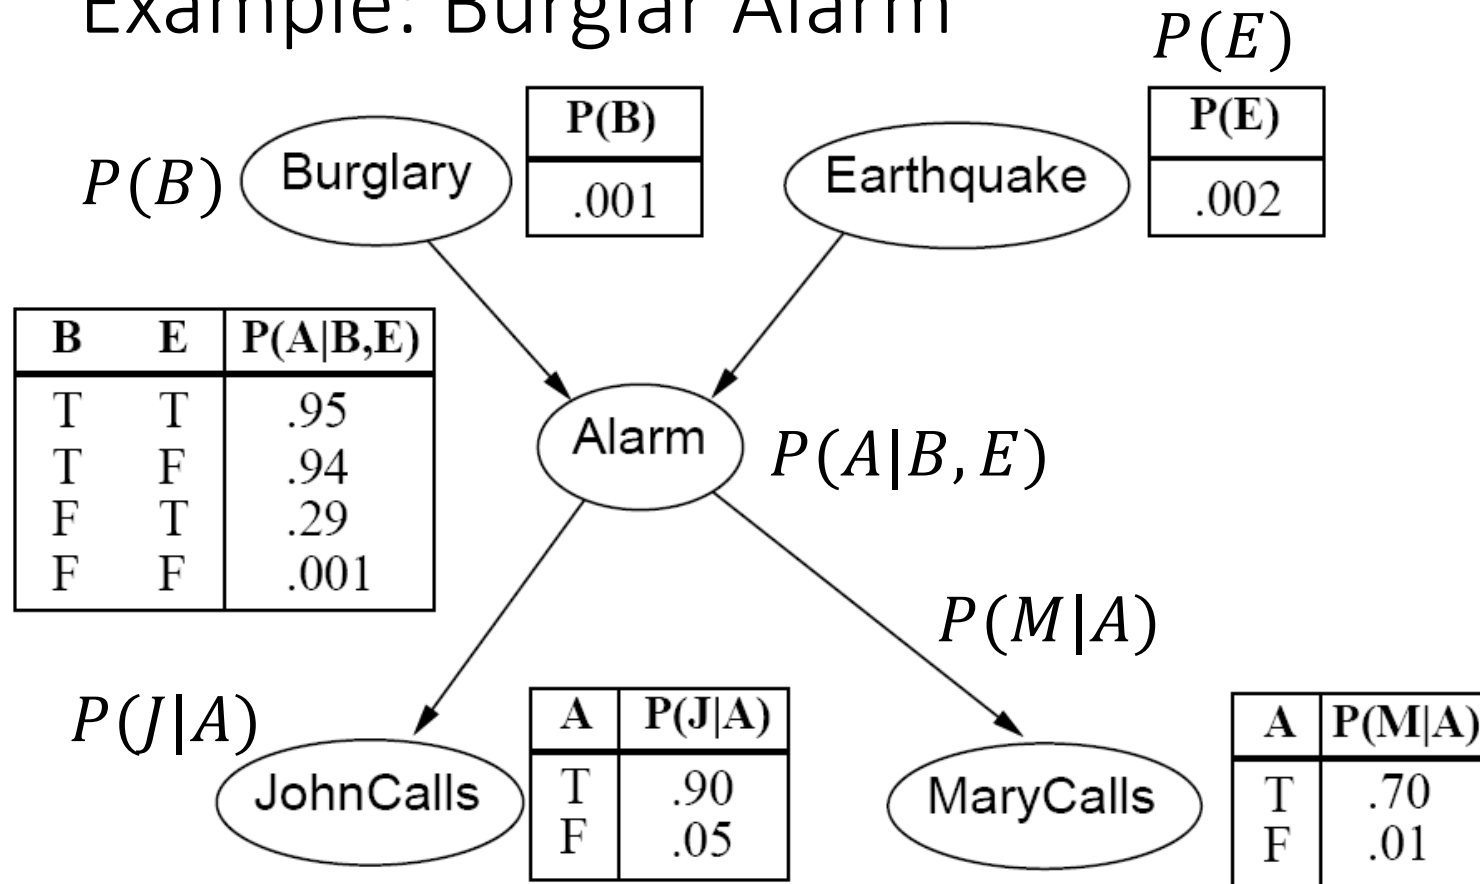 Example: Burglar Alarm
P(E)
P(B)
Burglary
P(B)
.001
Earthquake
P(E)
.002
B E P(A|B,E)
T T .95
T F .94
F T .29
F F .001
Alarm
P(A|B, E)
P(M|A)
P(J|A)
JohnCalls
A P(J|A)
T .90
F .05
MaryCalls
A P(M|A)
T .70
F .01